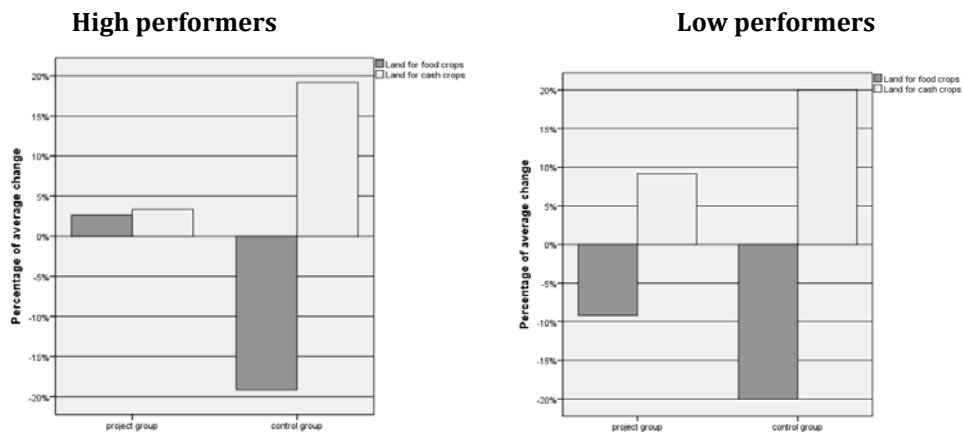 High performers
Low performers
Land for food crops
Land for cash crops
20%
15%
10%
5%
0%
-5%
-10%
-15%
-20%
Percentage of average change
project group
control group
Land for food crops
Land for cash crops
20%
15%
10%
5%
0%
-5%
-10%
-15%
-20%
Percentage of average change
project group
control group